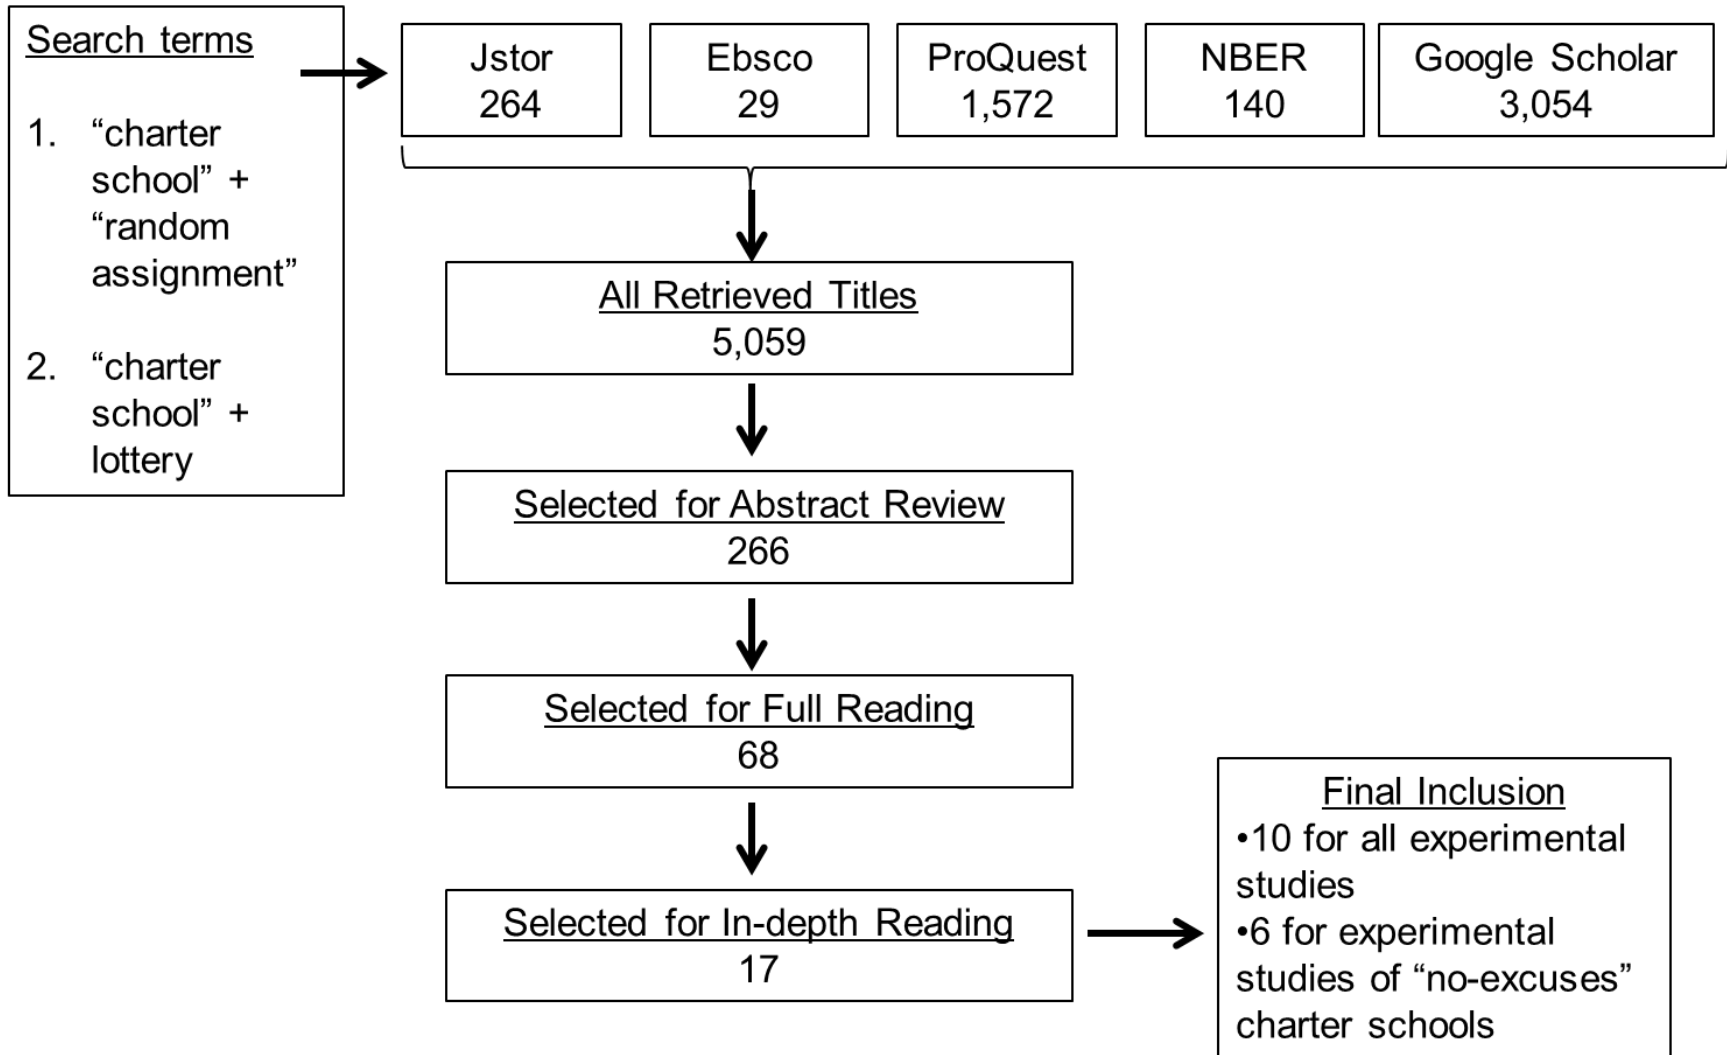 Search terms
1. “charter
school” +
“random
assignment”
2. “charter
school” +
lottery
Jstor
264
Ebsco
29
ProQuest
1,572
NBER
140
Google Scholar
3,054
All Retrieved Titles
5,059
Selected for Abstract Review
266
Selected for Full Reading
68
Selected for In-depth Reading
17
Final Inclusion
•10 for all experimental
studies
•6 for experimental
studies of “no-excuses”
charter schools